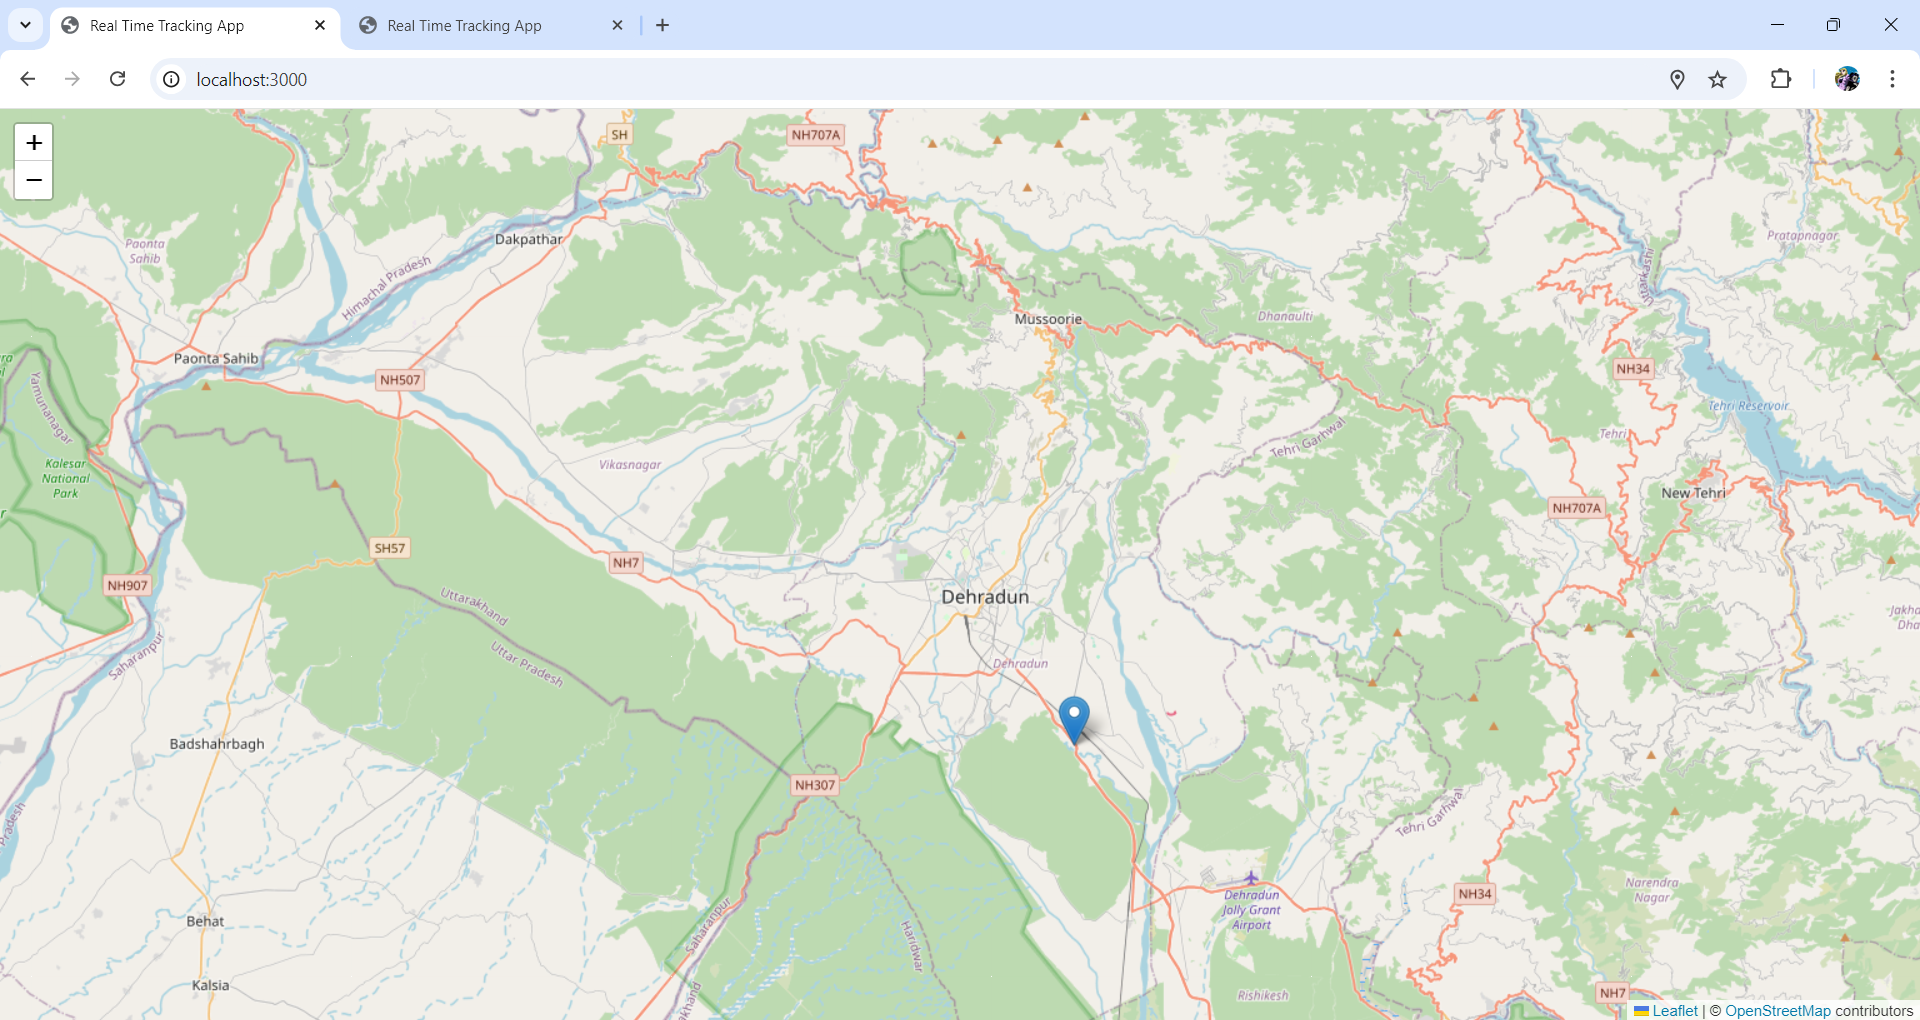 Real Time Tracking App
Real Time Tracking App
localhost:3000
+
−
SH
NH707A
Dakpathar
Paonta
Sahib
Himachal Pradesh
Pratapnagar
Uttarkashi
Mussoorie
Dhanaulti
Paonta Sahib
NH507
NH34
Yamunanagar
Tehri Reservoir
Tehri
Tehri Garhwal
Vikasnagar
Kalesar
National
Park
New Tehri
NH707A
SH57
NH7
NH907
Uttarakhand
Dehradun
Uttar Pradesh
Saharanpur
Dehradun
Badshahrbagh
NH307
Tehri Garhwal
Pradesh
Dehradun
Jolly Grant
Airport
NH34
Narendra
Nagar
Behat
Saharanpur
Haridwar
Kalsia
Rishikesh
NH7
Leaflet | © OpenStreetMap contributors